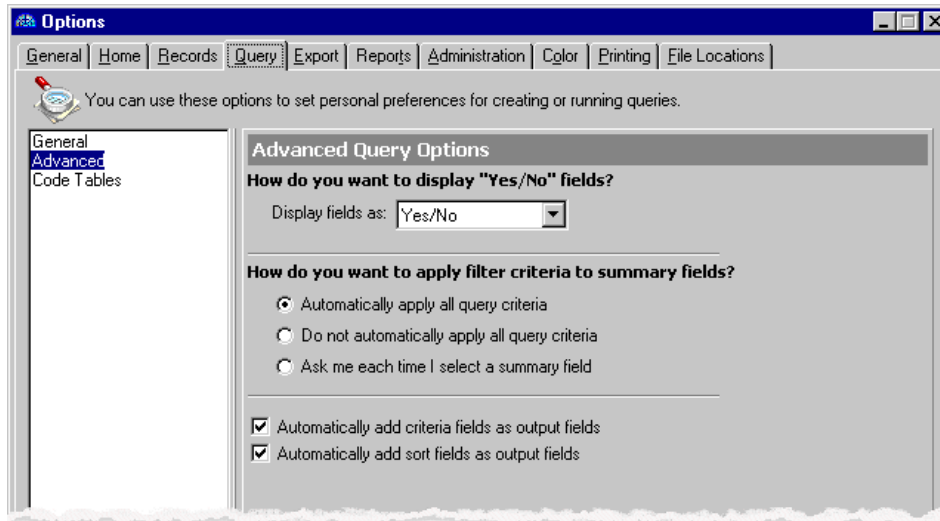 Options
General Home Records Query Export Reports Administration Color Printing File Locations
You can use these options to set personal preferences for creating or running queries.
General
Advanced
Code Tables
Advanced Query Options
How do you want to display "Yes/No" fields?
Display fields as: Yes/No
How do you want to apply filter criteria to summary fields?
Automatically apply all query criteria
Do not automatically apply all query criteria
Ask me each time I select a summary field
Automatically add criteria fields as output fields
Automatically add sort fields as output fields